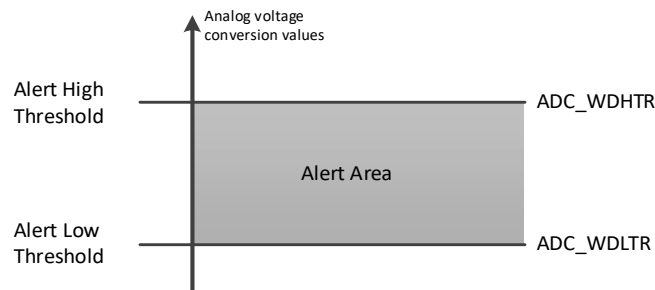 Analog voltage
conversion values
Alert High
Threshold
ADC_WDHTR
Alert Area
Alert Low
Threshold
ADC_WDLTR